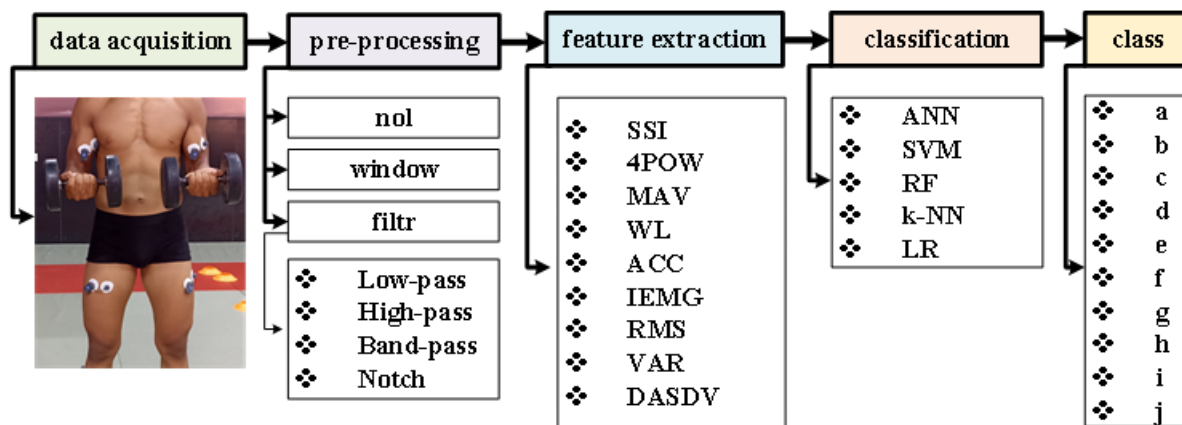 data acquisition
pre-processing
feature extraction
classification
class
nol
window
filtr
❖ Low-pass
❖ High-pass
❖ Band-pass
❖ Notch
❖ SSI
❖ 4POW
❖ MAV
❖ WL
❖ ACC
❖ IEMG
❖ RMS
❖ VAR
❖ DASDV
❖ ANN
❖ SVM
❖ RF
❖ k-NN
❖ LR
❖ a
❖ b
❖ c
❖ d
❖ e
❖ f
❖ g
❖ h
❖ i
❖ j